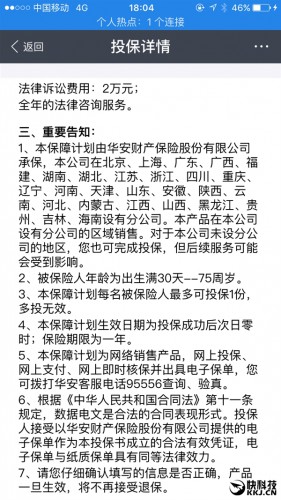 中国移动 4G 18:04 46%
个人热点：1 个连接
返回 投保详情
法律诉讼费用：2万元；
全年的法律咨询服务。
三、重要告知：
1、本保障计划由华安财产保险股份有限公司
承保，本公司在北京、上海、广东、广西、福
建、湖南、湖北、江苏、浙江、四川、重庆、
辽宁、河南、天津、山东、安徽、陕西、云
南、河北、内蒙古、江西、山西、黑龙江、贵
州、吉林、海南设有分公司。本产品在本公司
设有分公司的区域销售。对于本公司未设分公
司的地区，您也可完成投保，但后续服务可能
会受到影响。
2、被保险人年龄为出生满30天--75周岁。
3、本保障计划每名被保险人最多可投保1份，
多投无效。
4、本保障计划生效日期为投保成功后次日零
时；保险期限为一年。
5、本保障计划为网络销售产品，网上投保、
网上支付、网上即时核保并出具电子保单，您
可拨打华安客服电话95556查询、验真。
6、根据《中华人民共和国合同法》第十一条
规定，数据电文是合法的合同表现形式。投保
人接受以华安财产保险股份有限公司提供的电
子保单作为本投保书成立的合法有效凭证，电
子保单与纸质保单具有同等法律效力。
7、请您仔细确认填写的信息是否正确，产品
一旦生效，将不再接受退保。
快科技
KKJ.CN